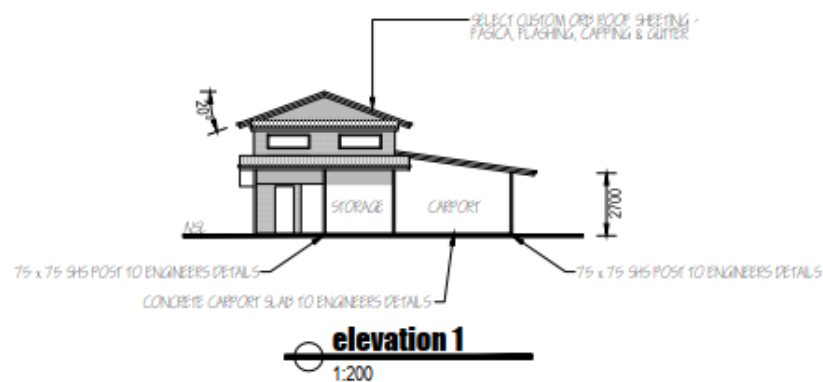 SELECT CUSTOM ORB ROOF SHEETING -
FASICA, FLASHING, CAPPING & GUTTER
20°
STORAGE
CARPORT
2700
NSL
75 x 75 SHS POST TO ENGINEERS DETAILS
75 x 75 SHS POST TO ENGINEERS DETAILS
CONCRETE CARPORT SLAB TO ENGINEERS DETAILS
elevation 1
1:200